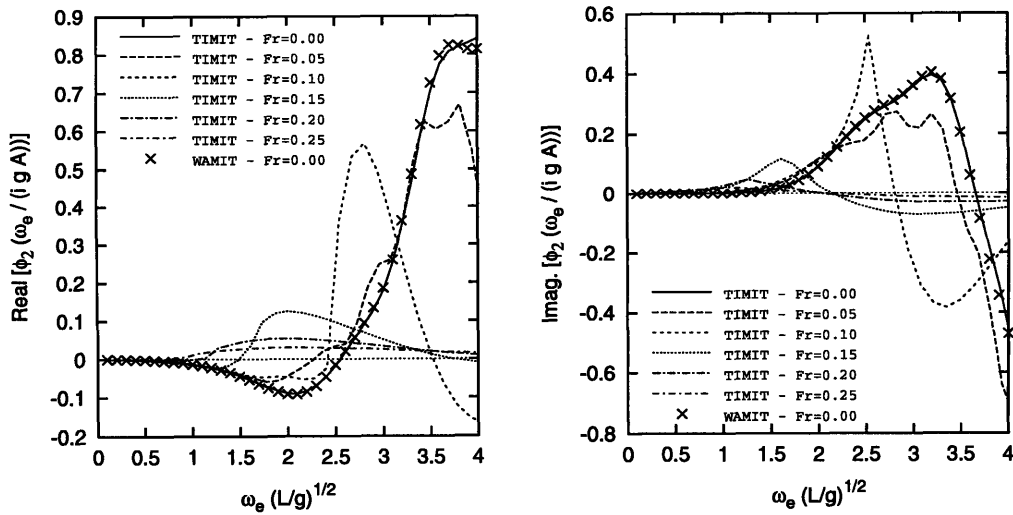 Real [ϕ₂ (ωₑ / (i g A))]
0.9
0.8
0.7
0.6
0.5
0.4
0.3
0.2
0.1
0
-0.1
-0.2
TIMIT - Fr=0.00
TIMIT - Fr=0.05
TIMIT - Fr=0.10
TIMIT - Fr=0.15
TIMIT - Fr=0.20
TIMIT - Fr=0.25
WAMIT - Fr=0.00
0 0.5 1 1.5 2 2.5 3 3.5 4
ωₑ (L/g)^1/2
Imag. [ϕ₂ (ωₑ / (i g A))]
0.6
0.4
0.2
0
-0.2
-0.4
-0.6
-0.8
TIMIT - Fr=0.00
TIMIT - Fr=0.05
TIMIT - Fr=0.10
TIMIT - Fr=0.15
TIMIT - Fr=0.20
TIMIT - Fr=0.25
WAMIT - Fr=0.00
0 0.5 1 1.5 2 2.5 3 3.5 4
ωₑ (L/g)^1/2